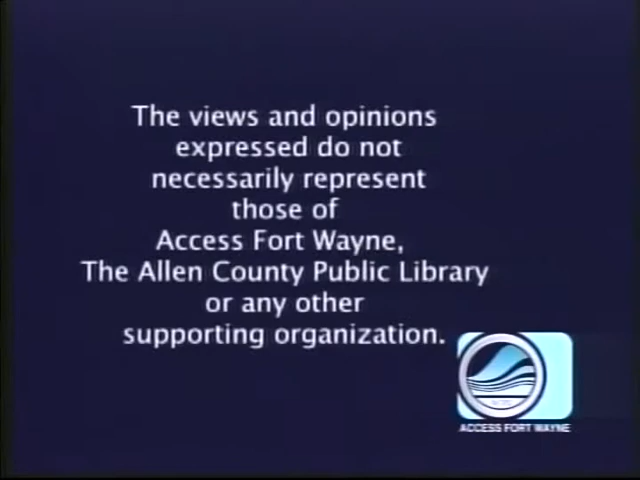 The views and opinions
expressed do not
necessarily represent
those of
Access Fort Wayne,
The Allen County Public Library
or any other
supporting organization.
ACCESS FORT WAYNE